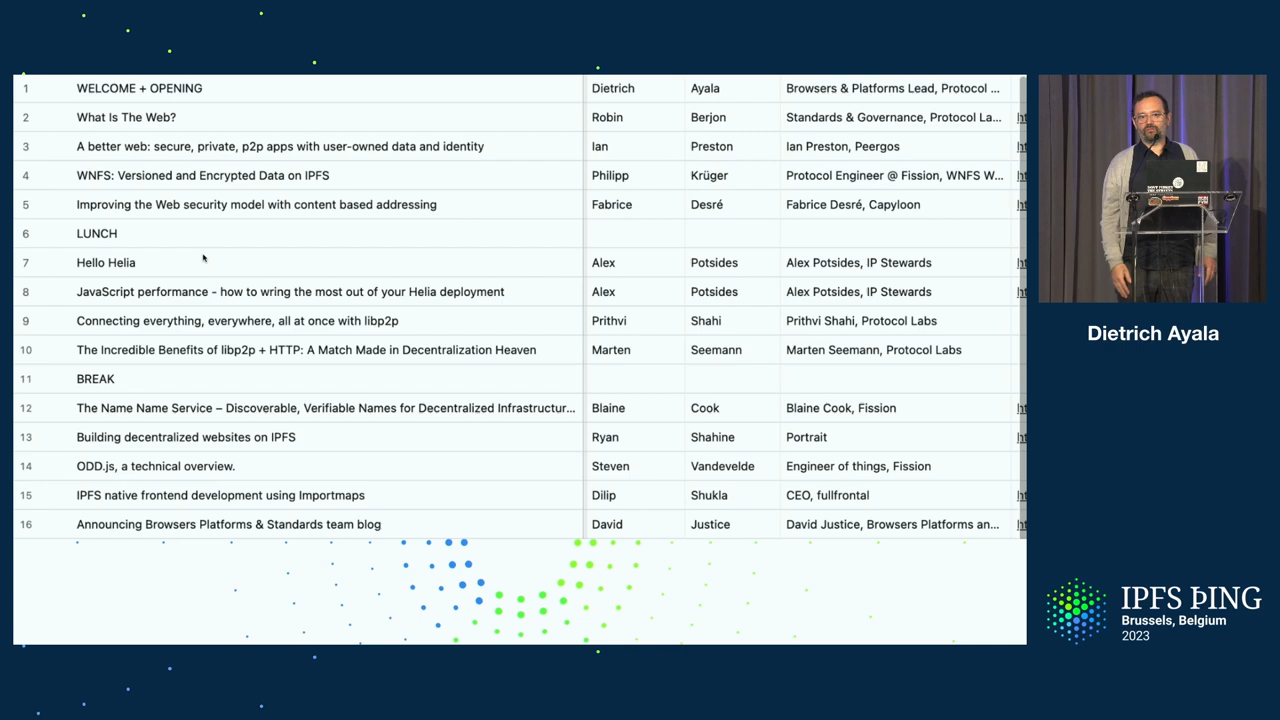 1 WELCOME + OPENING Dietrich Ayala Browsers & Platforms Lead, Protocol ...
2 What Is The Web? Robin Berjon Standards & Governance, Protocol La... ht
3 A better web: secure, private, p2p apps with user-owned data and identity Ian Preston Ian Preston, Peergos ht
4 WNFS: Versioned and Encrypted Data on IPFS Philipp Krüger Protocol Engineer @ Fission, WNFS W... ht
5 Improving the Web security model with content based addressing Fabrice Desré Fabrice Desré, Capyloon ht
6 LUNCH
7 Hello Helia Alex Potsides Alex Potsides, IP Stewards ht
8 JavaScript performance - how to wring the most out of your Helia deployment Alex Potsides Alex Potsides, IP Stewards ht
9 Connecting everything, everywhere, all at once with libp2p Prithvi Shahi Prithvi Shahi, Protocol Labs
10 The Incredible Benefits of libp2p + HTTP: A Match Made in Decentralization Heaven Marten Seemann Marten Seemann, Protocol Labs
11 BREAK
12 The Name Name Service – Discoverable, Verifiable Names for Decentralized Infrastructur... Blaine Cook Blaine Cook, Fission ht
13 Building decentralized websites on IPFS Ryan Shahine Portrait ht
14 ODD.js, a technical overview. Steven Vandevelde Engineer of things, Fission
15 IPFS native frontend development using Importmaps Dilip Shukla CEO, fullfrontal ht
16 Announcing Browsers Platforms & Standards team blog David Justice David Justice, Browsers Platforms an... ht
Dietrich Ayala
IPFS ÞING
Brussels, Belgium
2023